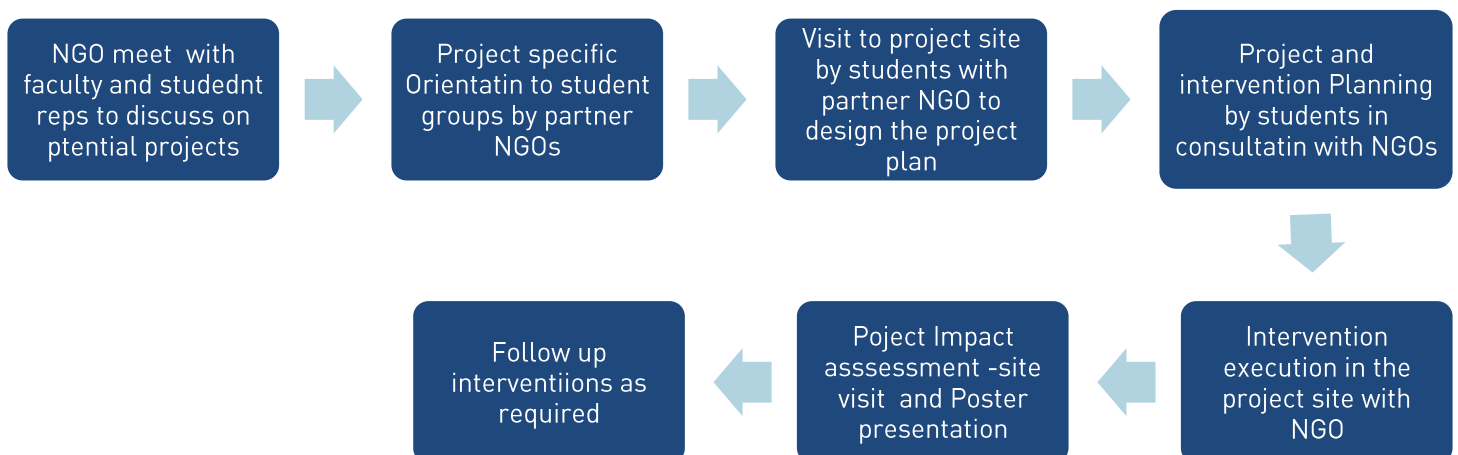 NGO meet with
faculty and studednt
reps to discuss on
ptential projects
Project specific
Orientatin to student
groups by partner
NGOs
Visit to project site
by students with
partner NGO to
design the project
plan
Project and
intervention Planning
by students in
consultatin with NGOs
Intervention
execution in the
project site with
NGO
Poject Impact
asssessment -site
visit and Poster
presentation
Follow up
interventiions as
required